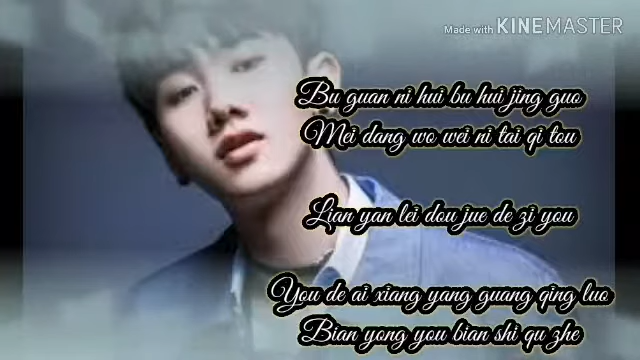 Made with KINEMASTER
Bu guan ni hui bu hui jing guo
Mei dang wo wei ni tai qi tou
Lian yan lei dou jue de zi you
You de ai xiang yang guang qing luo
Bian yong you bian shi qu zhe